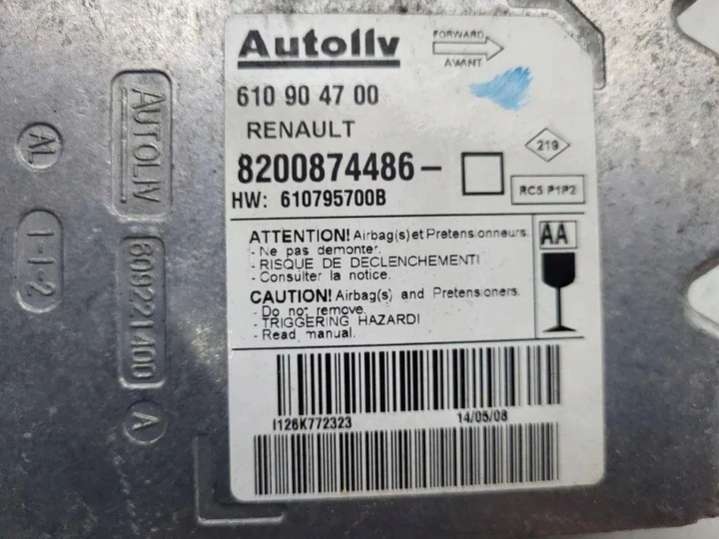 Autoliv
FORWARD
AVANT
610 90 47 00
RENAULT
219
8200874486-
RC5 P1P2
HW: 610795700B
ATTENTION! Airbag(s)et Pretensionneurs.
- Ne pas demonter.
- RISQUE DE DECLENCHEMENT!
- Consulter la notice.
AA
CAUTION! Airbag(s) and Pretensioners.
- Do not remove.
- TRIGGERING HAZARD!
- Read manual.
I126K772323
14/05/08
AUTOLIV
609221400
A
AL
1-1-2